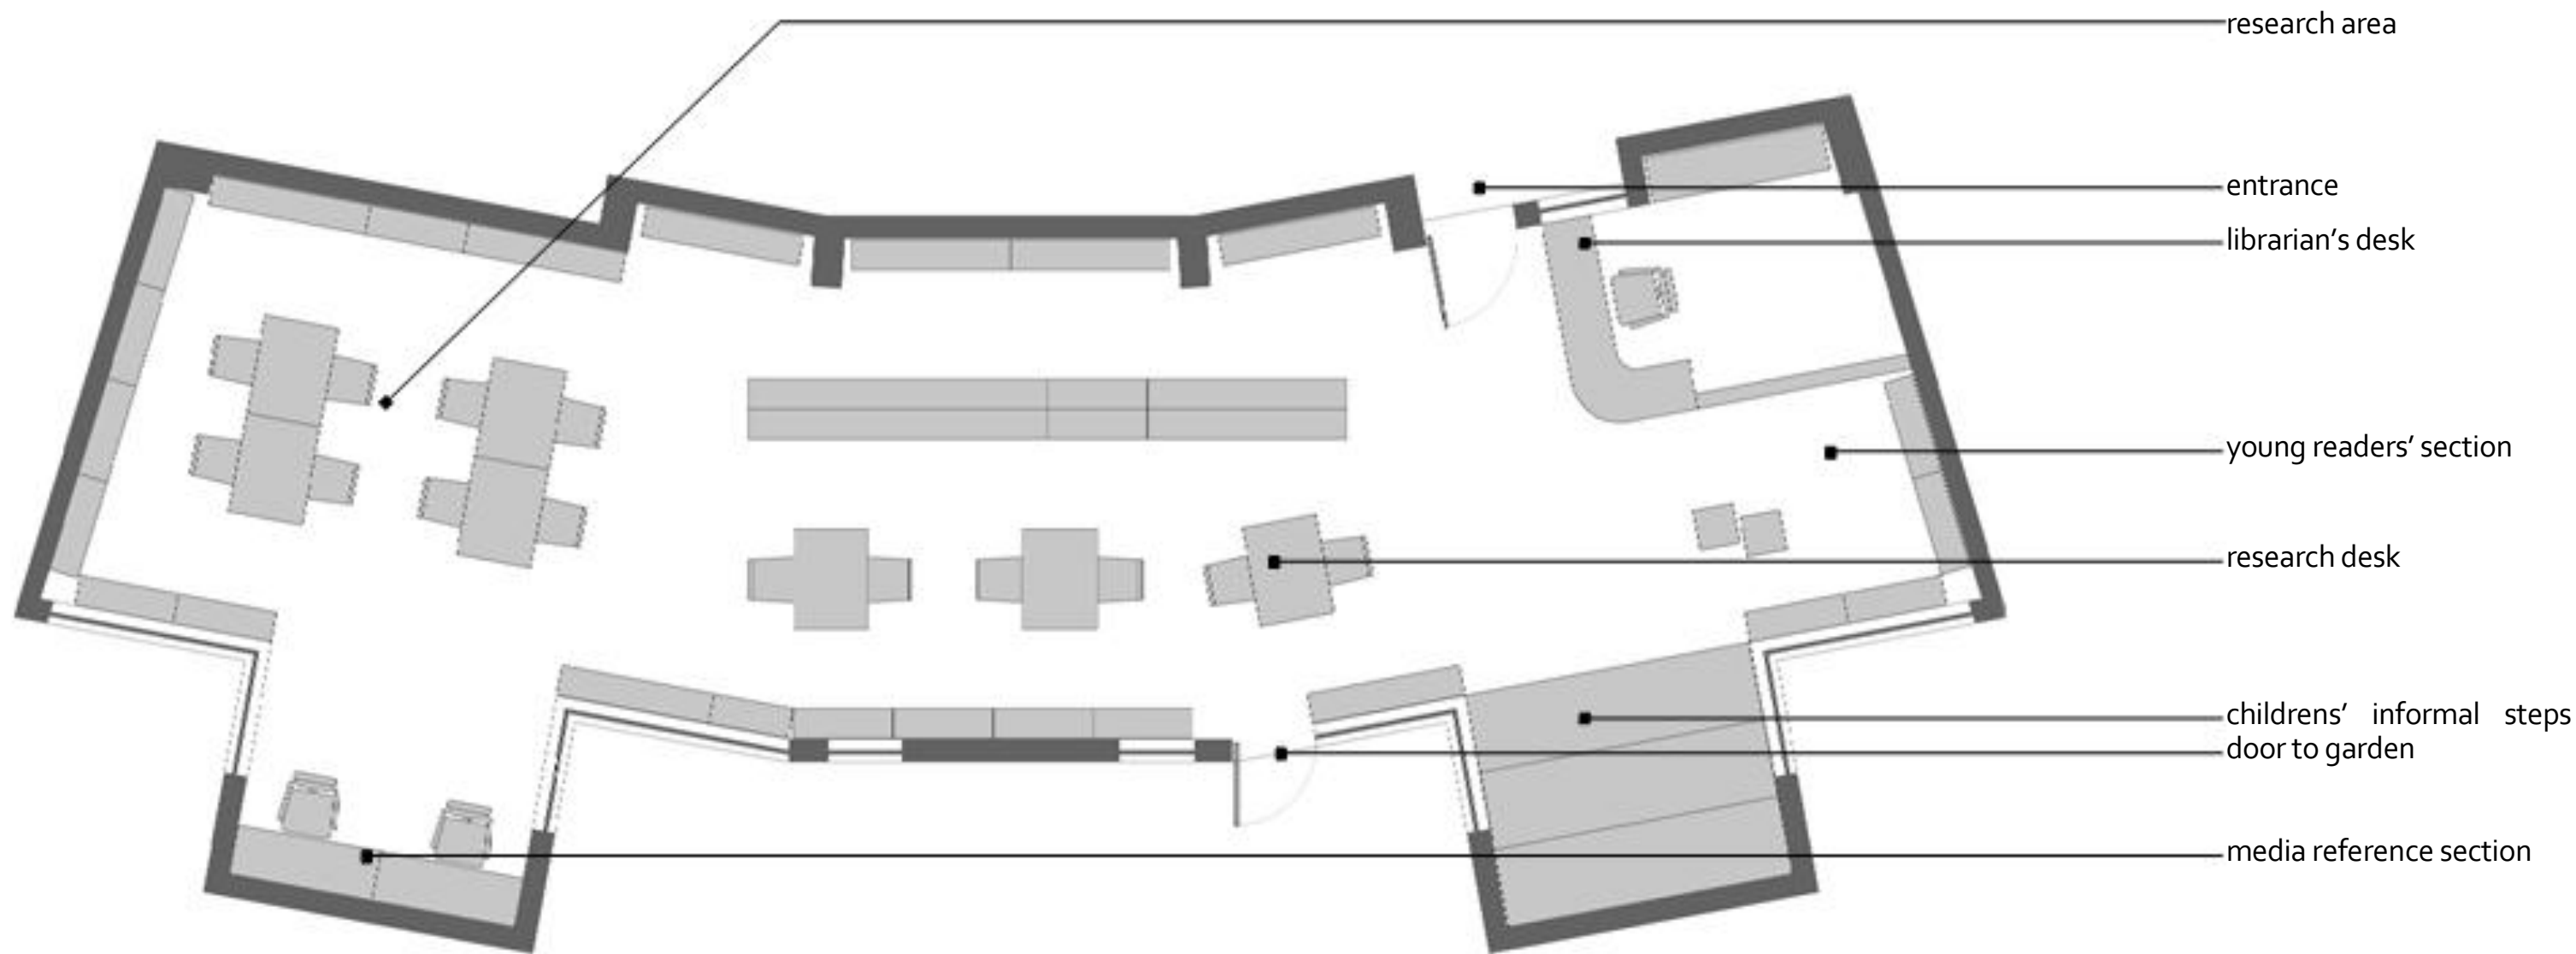 research area
entrance
librarian’s desk
young readers’ section
research desk
childrens’ informal steps
door to garden
media reference section